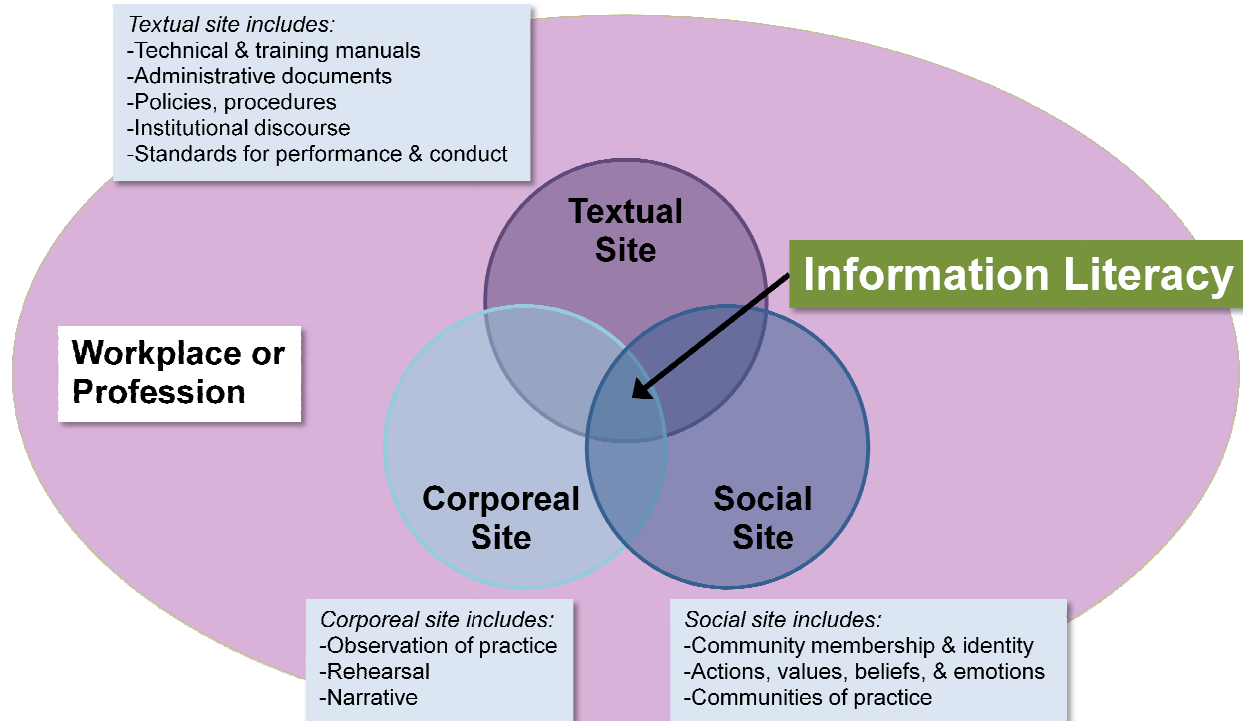 Textual site includes:
-Technical & training manuals
-Administrative documents
-Policies, procedures
-Institutional discourse
-Standards for performance & conduct
Textual
Site
Information Literacy
Workplace or
Profession
Corporeal
Site
Social
Site
Corporeal site includes:
-Observation of practice
-Rehearsal
-Narrative
Social site includes:
-Community membership & identity
-Actions, values, beliefs, & emotions
-Communities of practice